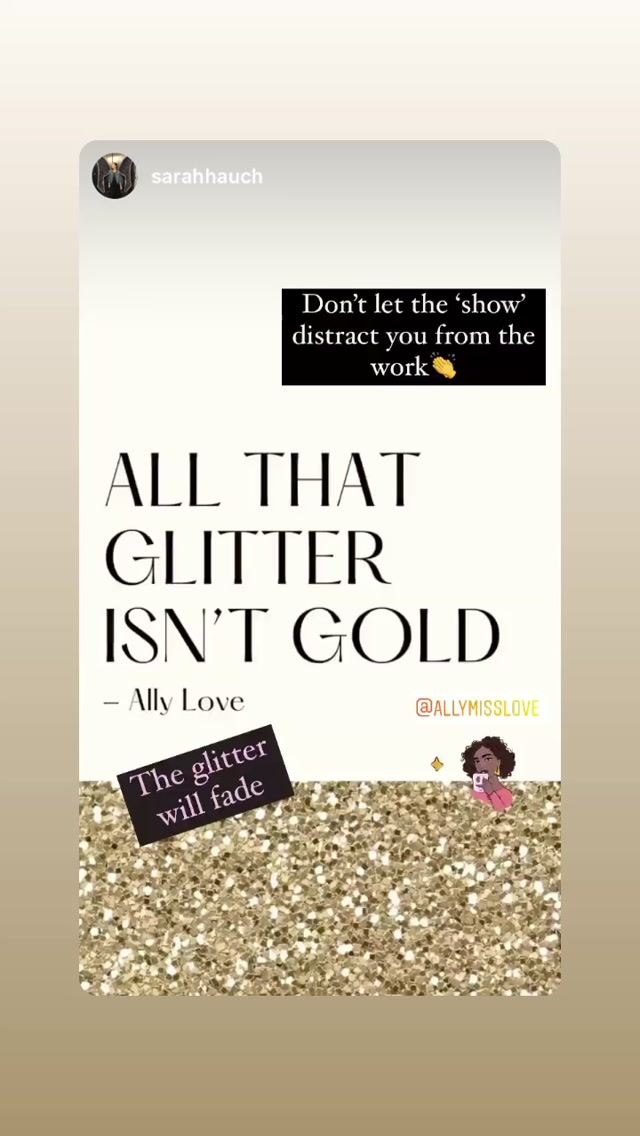 sarahhauch
Don’t let the ‘show’
distract you from the
work👏
ALL THAT
GLITTER
ISN’T GOLD
– Ally Love
@ALLYMISSLOVE
The glitter
will fade